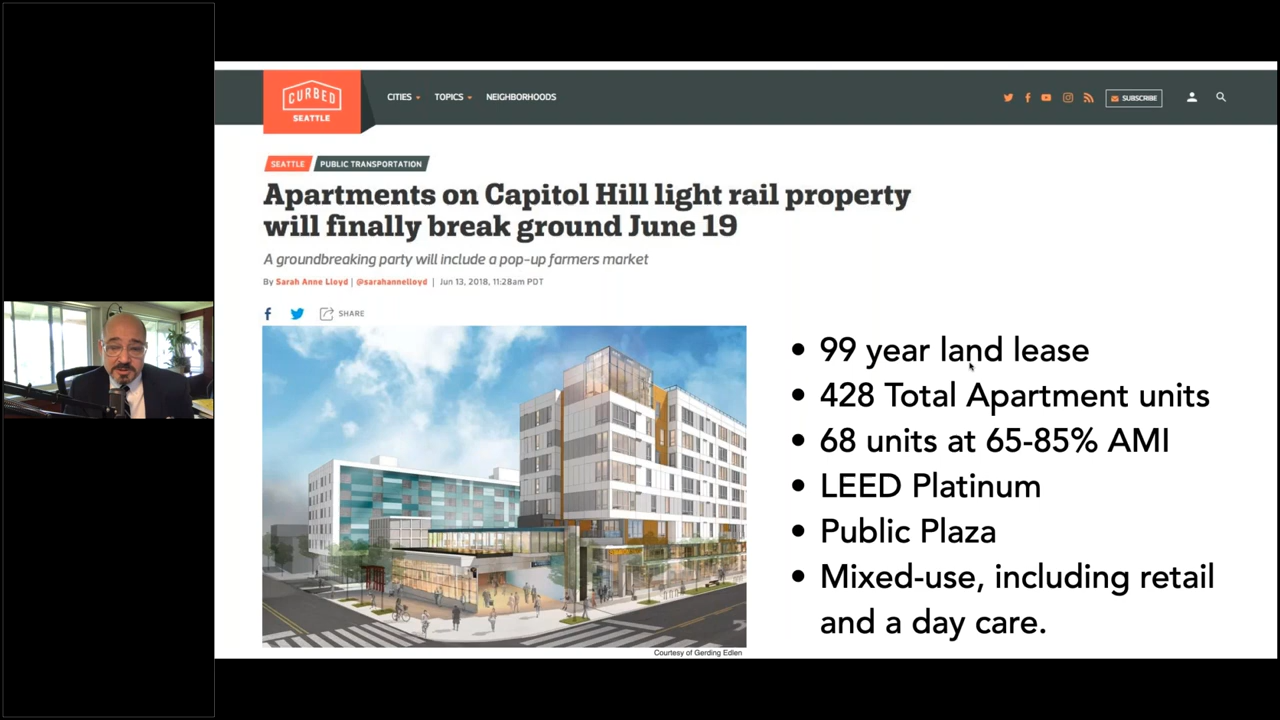 CURBED
SEATTLE
CITIES
TOPICS
NEIGHBORHOODS
SUBSCRIBE
SEATTLE
PUBLIC TRANSPORTATION
Apartments on Capitol Hill light rail property
will finally break ground June 19
A groundbreaking party will include a pop-up farmers market
By Sarah Anne Lloyd | @sarahannelloyd | Jun 13, 2018, 11:28am PDT
SHARE
• 99 year land lease
• 428 Total Apartment units
• 68 units at 65-85% AMI
• LEED Platinum
• Public Plaza
• Mixed-use, including retail
and a day care.
Courtesy of Gerding Edlen